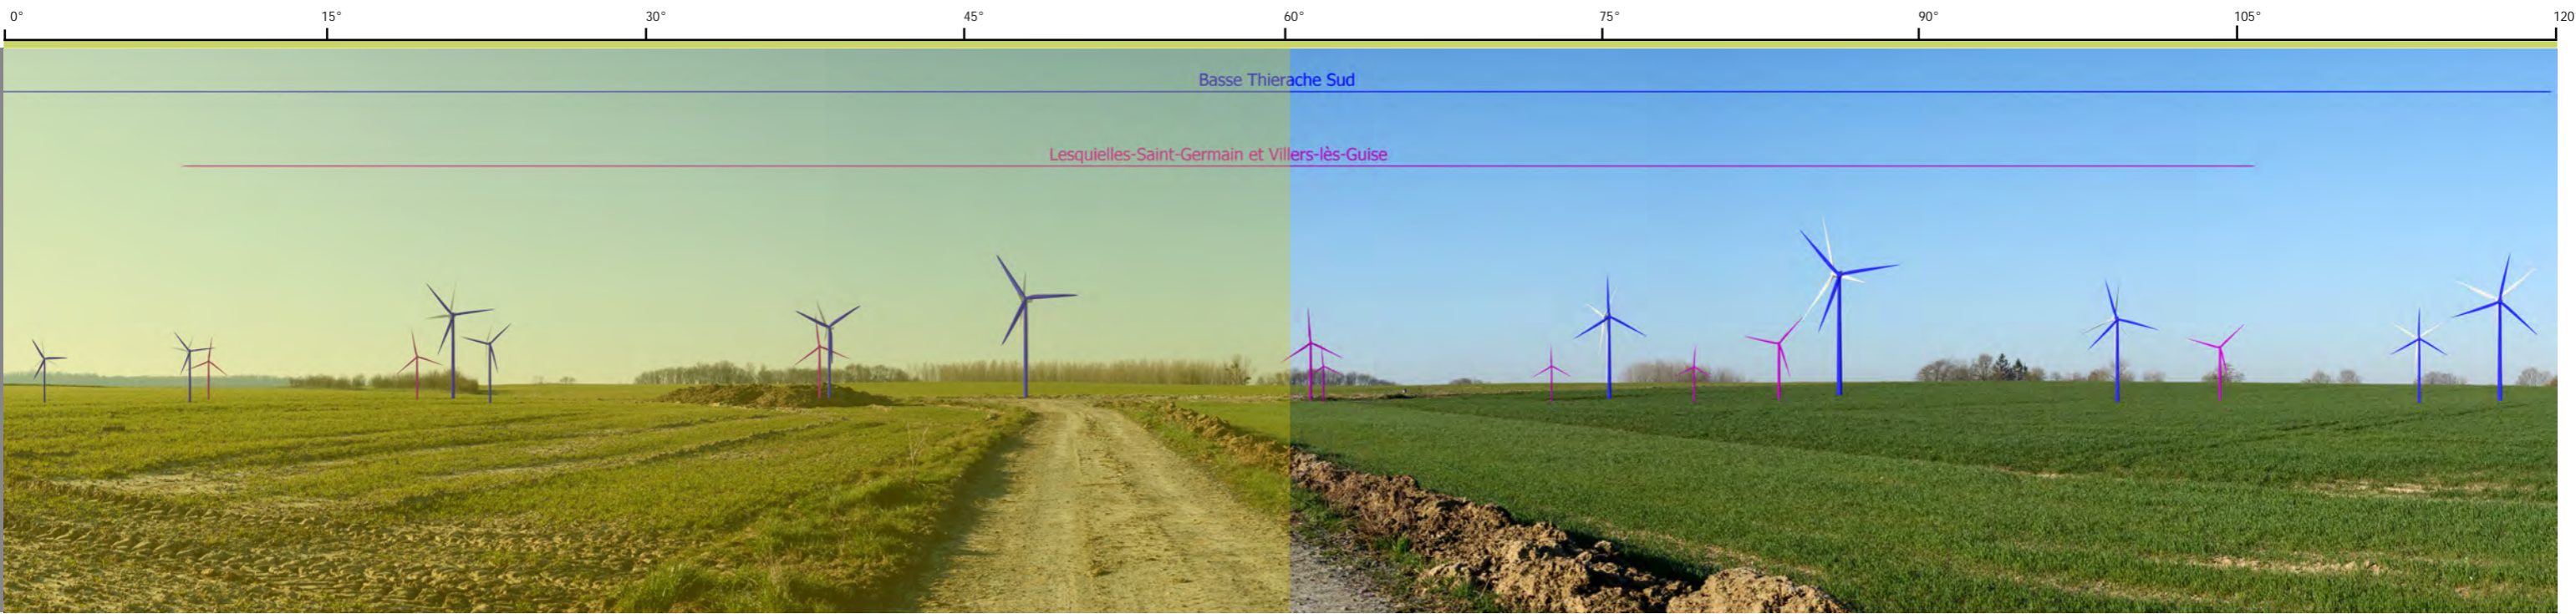 0° 15° 30° 45° 60° 75° 90° 105° 120
Basse Thierache Sud
Lesquielles-Saint-Germain et Villers-lès-Guise